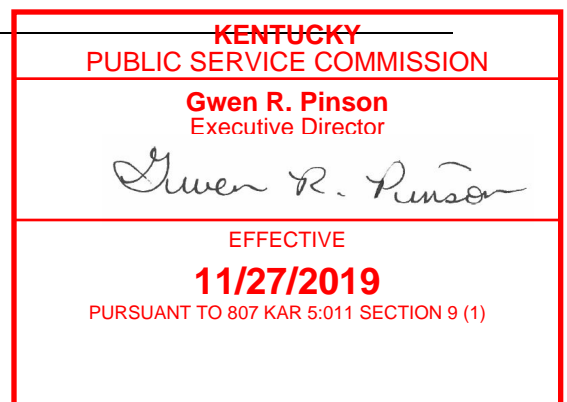 KENTUCKY
PUBLIC SERVICE COMMISSION
Gwen R. Pinson
Executive Director
Gwen R. Pinson
EFFECTIVE
11/27/2019
PURSUANT TO 807 KAR 5:011 SECTION 9 (1)